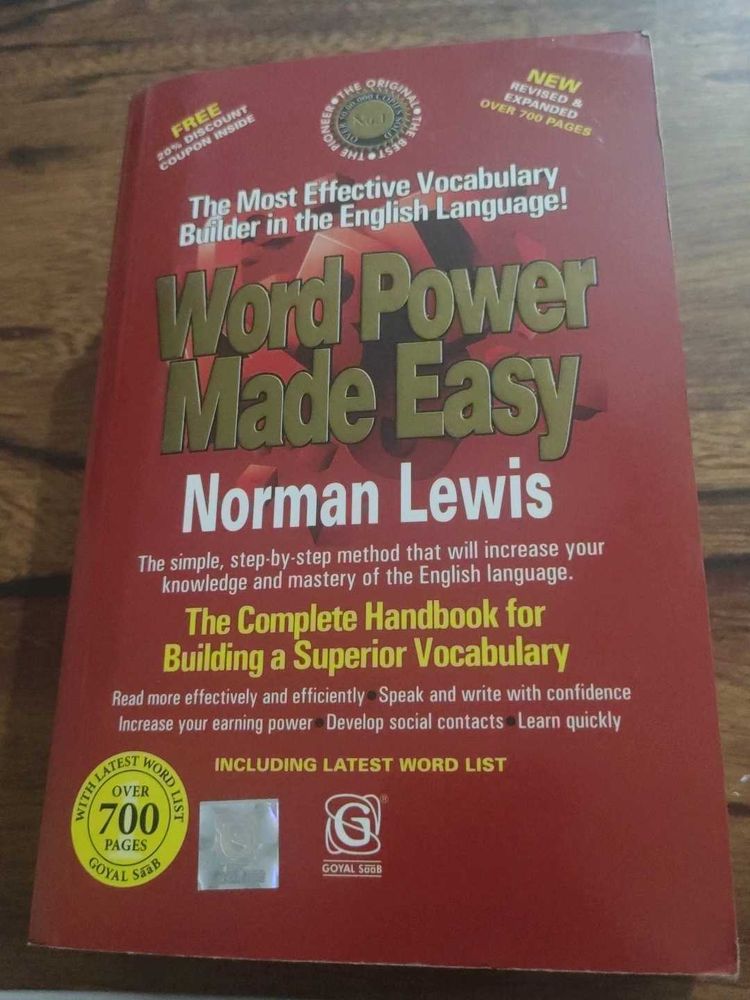 FREE
20% DISCOUNT
COUPON INSIDE
THE ORIGINAL • THE BEST • THE PIONEER •
No.1
NEW
REVISED &
EXPANDED
OVER 700 PAGES
The Most Effective Vocabulary
Builder in the English Language!
Word Power
Made Easy
Norman Lewis
The simple, step-by-step method that will increase your
knowledge and mastery of the English language.
The Complete Handbook for
Building a Superior Vocabulary
Read more effectively and efficiently • Speak and write with confidence
Increase your earning power • Develop social contacts • Learn quickly
INCLUDING LATEST WORD LIST
WITH LATEST WORD LIST
OVER
700
PAGES
GOYAL SaaB
G®
GOYAL SaaB